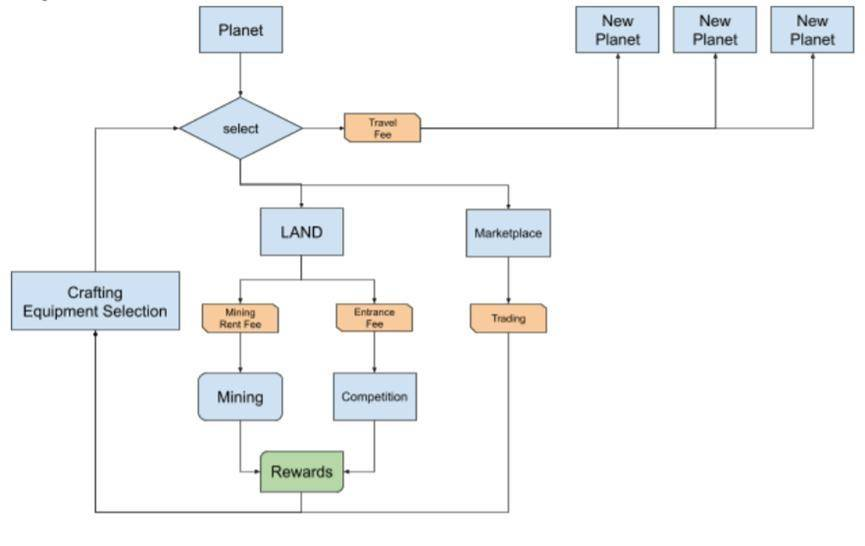 Planet
New
Planet
New
Planet
New
Planet
select
Travel
Fee
LAND
Marketplace
Crafting
Equipment Selection
Mining
Rent Fee
Entrance
Fee
Trading
Mining
Competition
Rewards